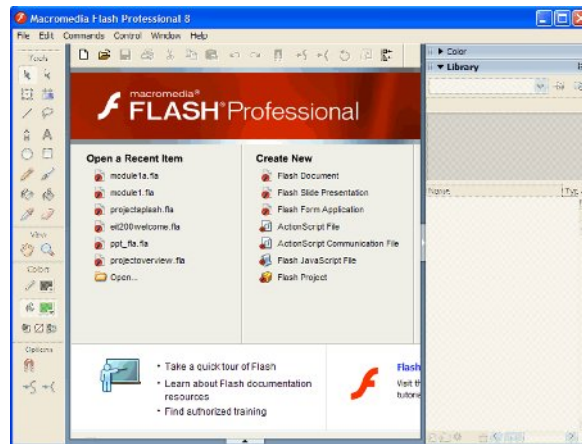 Macromedia Flash Professional 8
File Edit Commands Control Window Help
Tools
View
Colors
Options
macromedia®
FLASH® Professional
Open a Recent Item
module1a.fla
module1.fla
projectsplash.fla
eit200welcome.fla
ppt_fla.fla
projectoverview.fla
Open...
Create New
Flash Document
Flash Slide Presentation
Flash Form Application
ActionScript File
ActionScript Communication File
Flash JavaScript File
Flash Project
• Take a quick tour of Flash
• Learn about Flash documentation
resources
• Find authorized training
Flash
Visit th
Color
Library
Name